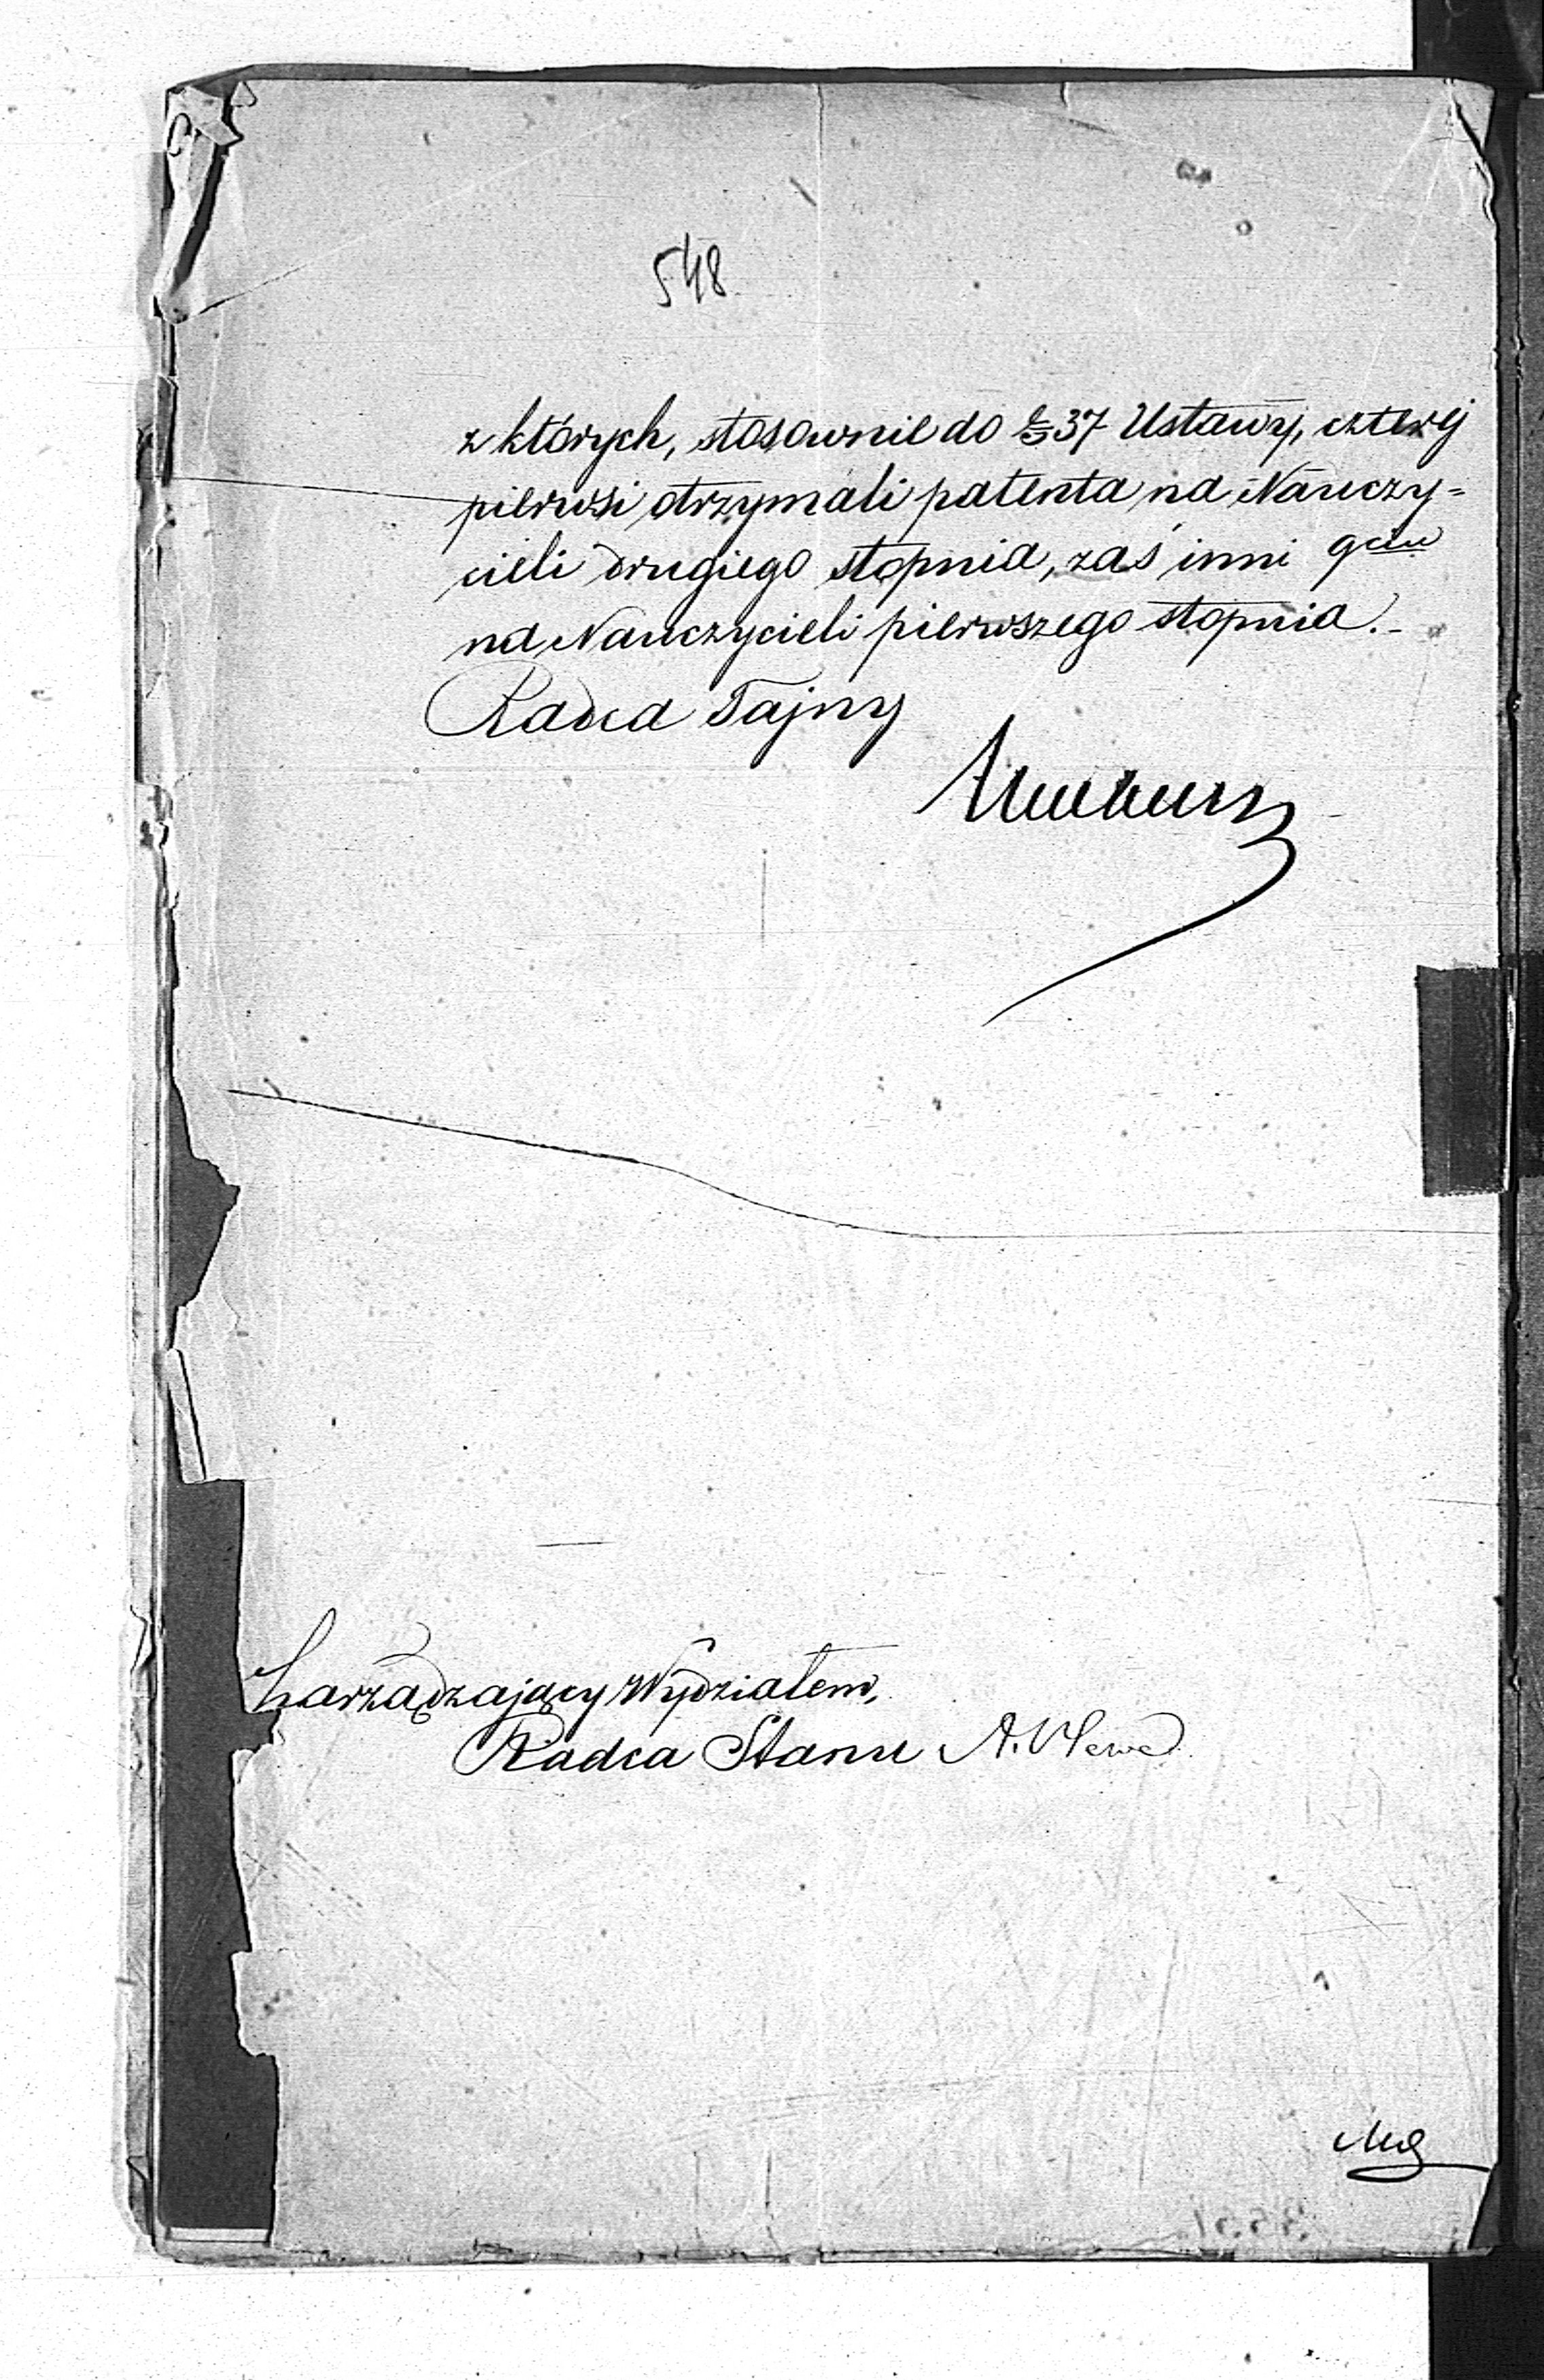 548
z których, stosownie do § 37 Ustawy, czterej
pierwsi otrzymali patenta na Nauczy=
cieli drugiego stopnia, zaś inni 9ciu
na Nauczycieli pierwszego stopnia.-
Radca Tajny
Zarządzający Wydziałem,
Radca Stanu A.